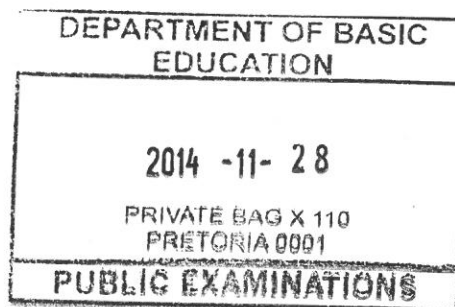 DEPARTMENT OF BASIC
EDUCATION
2014 -11- 28
PRIVATE BAG X 110
PRETORIA 0001
PUBLIC EXAMINATIONS